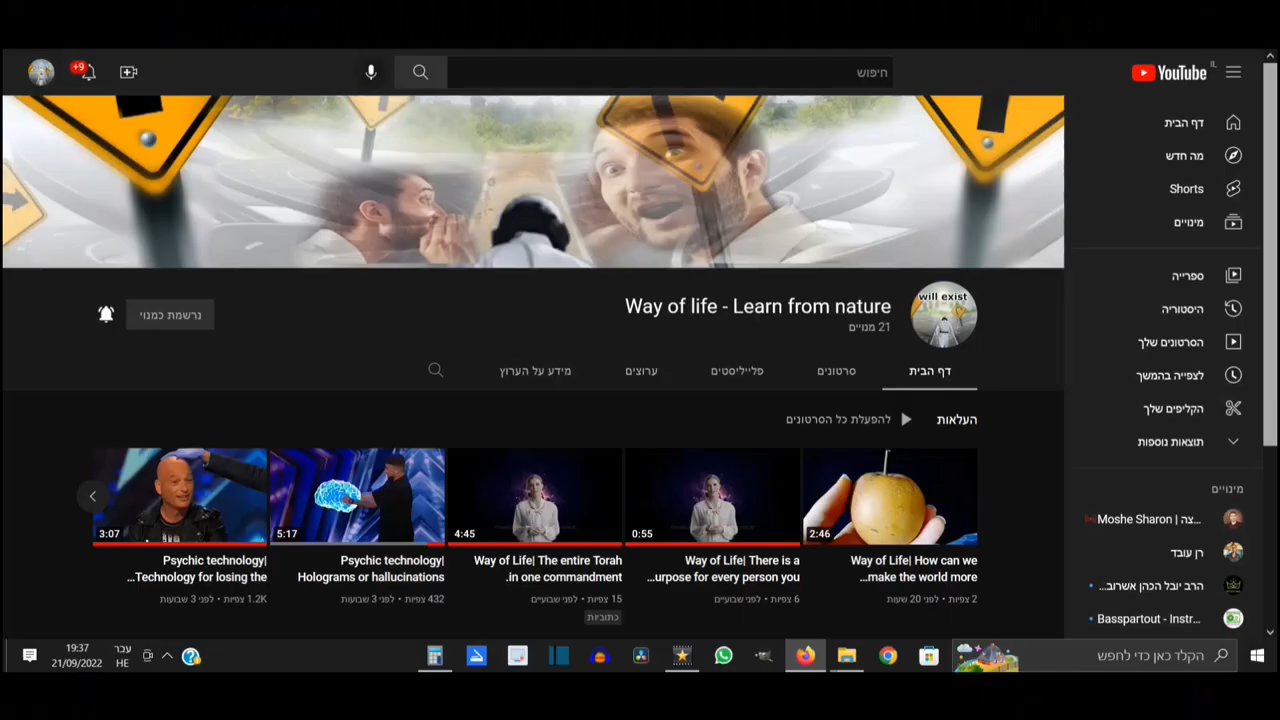 +9
חיפוש
YouTube IL
דף הבית
מה חדש
Shorts
מינויים
ספרייה
היסטוריה
הסרטונים שלך
לצפייה בהמשך
הקליפים שלך
תוצאות נוספות
מינויים
Moshe Sharon | צה...
רן עובד
הרב יובל הכהן אשרוב...
Basspartout - Instr...
will exist
Way of life - Learn from nature
21 מנויים
נרשמת כמנוי
דף הבית
סרטונים
פלייליסטים
ערוצים
מידע על הערוץ
העלאות
להפעלת כל הסרטונים
2:46
Way of Life| How can we
...make the world more
2 צפיות • לפני 20 שעות
0:55
Way of Life| There is a
...urpose for every person you
6 צפיות • לפני שבועיים
4:45
Way of Life| The entire Torah
.in one commandment
15 צפיות • לפני שבועיים
כתוביות
5:17
Psychic technology|
Holograms or hallucinations
432 צפיות • לפני 3 שבועות
3:07
Psychic technology|
...Technology for losing the
1.2K צפיות • לפני 3 שבועות
הקלד כאן כדי לחפש
עבר
HE
19:37
21/09/2022